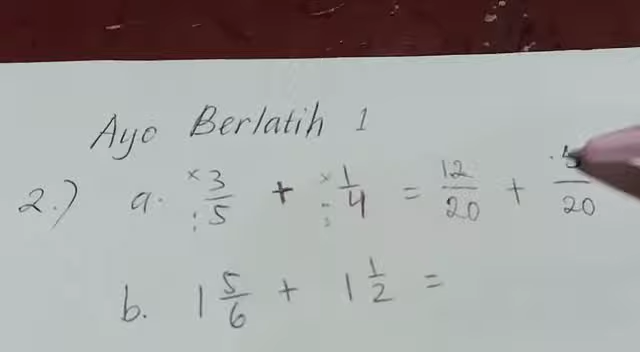 Ayo Berlatih 1
2.) a. × 3/5 : + × 1/4 : = 12/20 + 5/20
b. 1 5/6 + 1 1/2 =